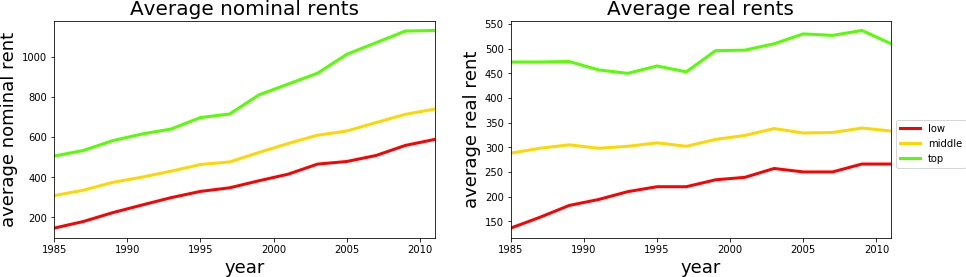 Average nominal rents
average nominal rent
1000
800
600
400
200
1985
1990
1995
2000
2005
2010
year
Average real rents
average real rent
550
500
450
400
350
300
250
200
150
1985
1990
1995
2000
2005
2010
year
low
middle
top